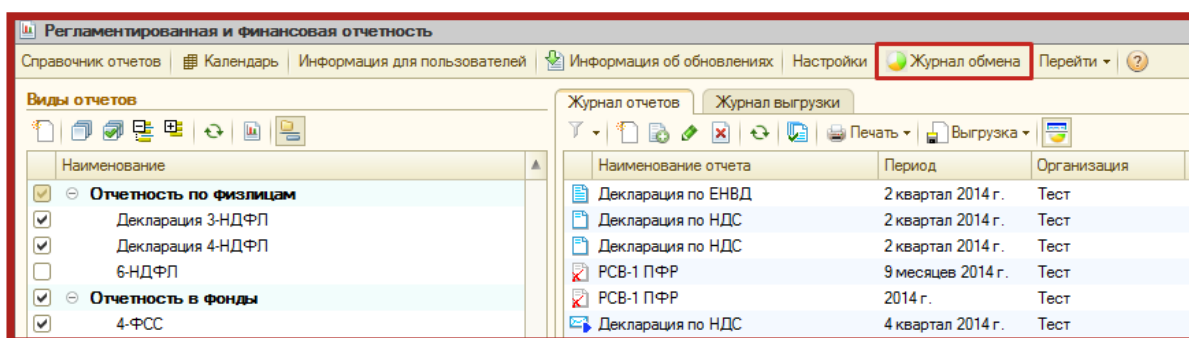 Регламентированная и финансовая отчетность
Справочник отчетов Календарь Информация для пользователей Информация об обновлениях Настройки Журнал обмена Перейти
Виды отчетов
Наименование
Отчетность по физлицам
Декларация 3-НДФЛ
Декларация 4-НДФЛ
6-НДФЛ
Отчетность в фонды
4-ФСС
Журнал отчетов Журнал выгрузки
Печать Выгрузка
Наименование отчета Период Организация
Декларация по ЕНВД 2 квартал 2014 г. Тест
Декларация по НДС 2 квартал 2014 г. Тест
Декларация по НДС 2 квартал 2014 г. Тест
РСВ-1 ПФР 9 месяцев 2014 г. Тест
РСВ-1 ПФР 2014 г. Тест
Декларация по НДС 4 квартал 2014 г. Тест